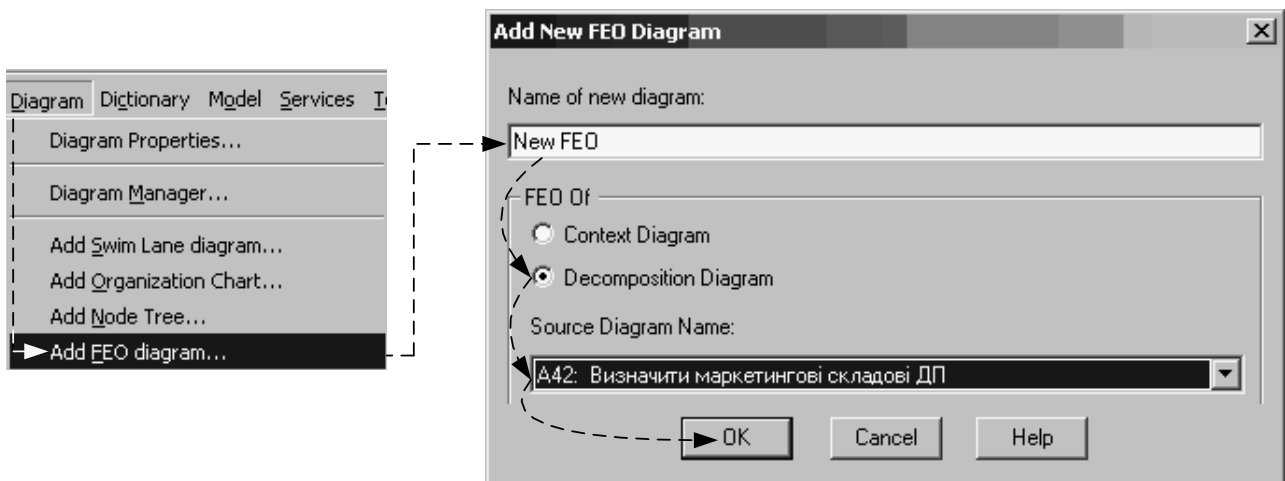 Diagram Dictionary Model Services
Diagram Properties...
Diagram Manager...
Add Swim Lane diagram...
Add Organization Chart...
Add Node Tree...
Add FEO diagram...
Add New FEO Diagram
Name of new diagram:
New FEO
FEO Of
Context Diagram
Decomposition Diagram
Source Diagram Name:
A42: Визначити маркетингові складові ДП
OK Cancel Help